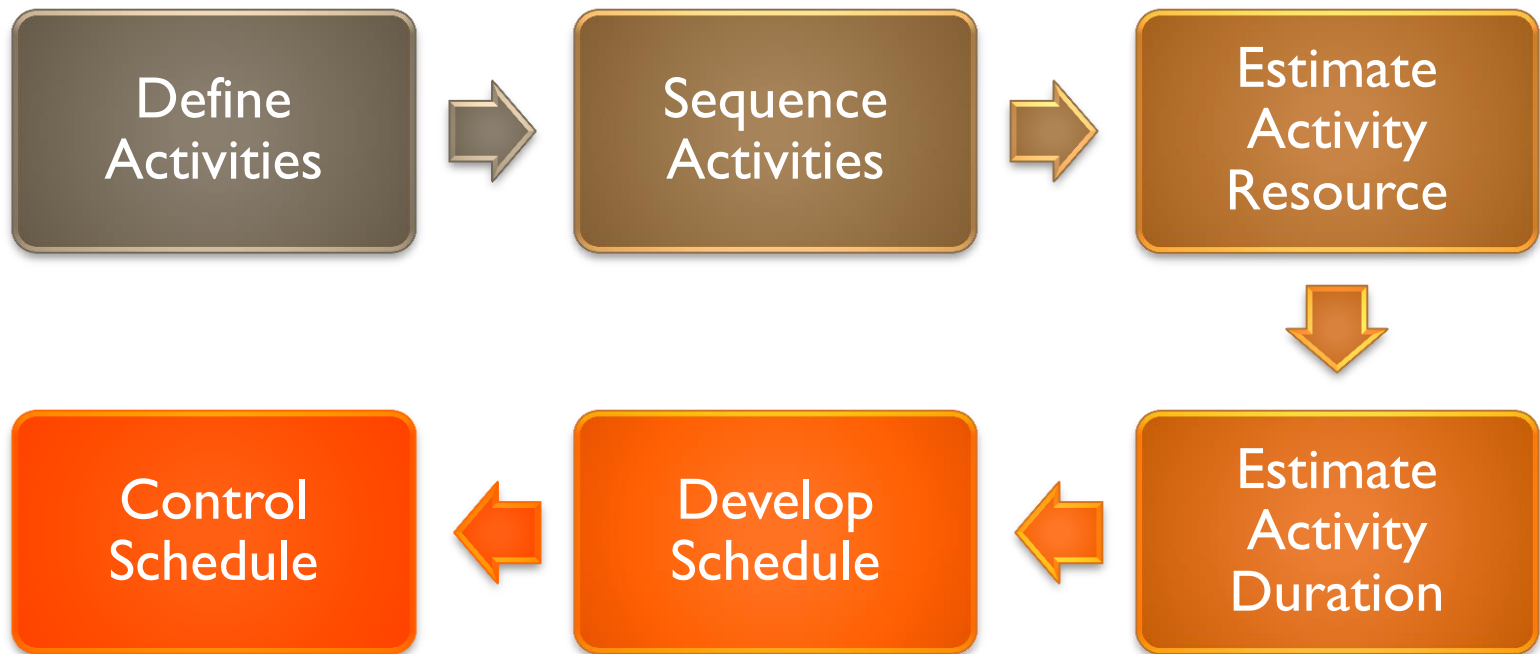 Define
Activities
Sequence
Activities
Estimate
Activity
Resource
Estimate
Activity
Duration
Develop
Schedule
Control
Schedule